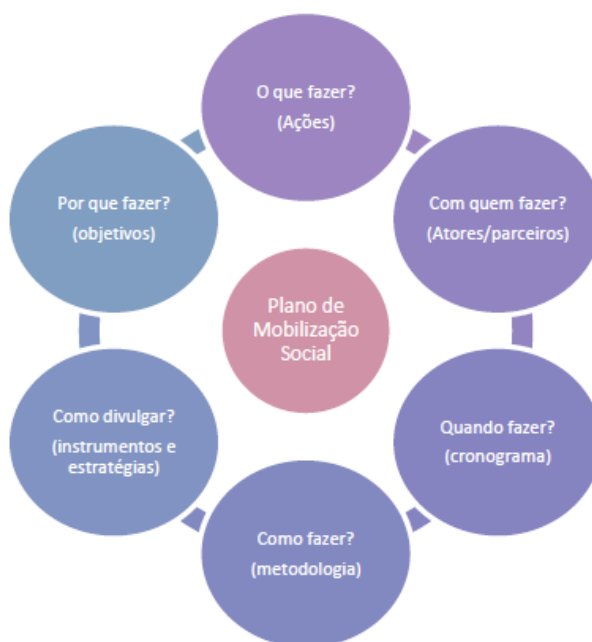 O que fazer?
(Ações)
Com quem fazer?
(Atores/parceiros)
Quando fazer?
(cronograma)
Como fazer?
(metodologia)
Como divulgar?
(instrumentos e
estratégias)
Por que fazer?
(objetivos)
Plano de
Mobilização
Social